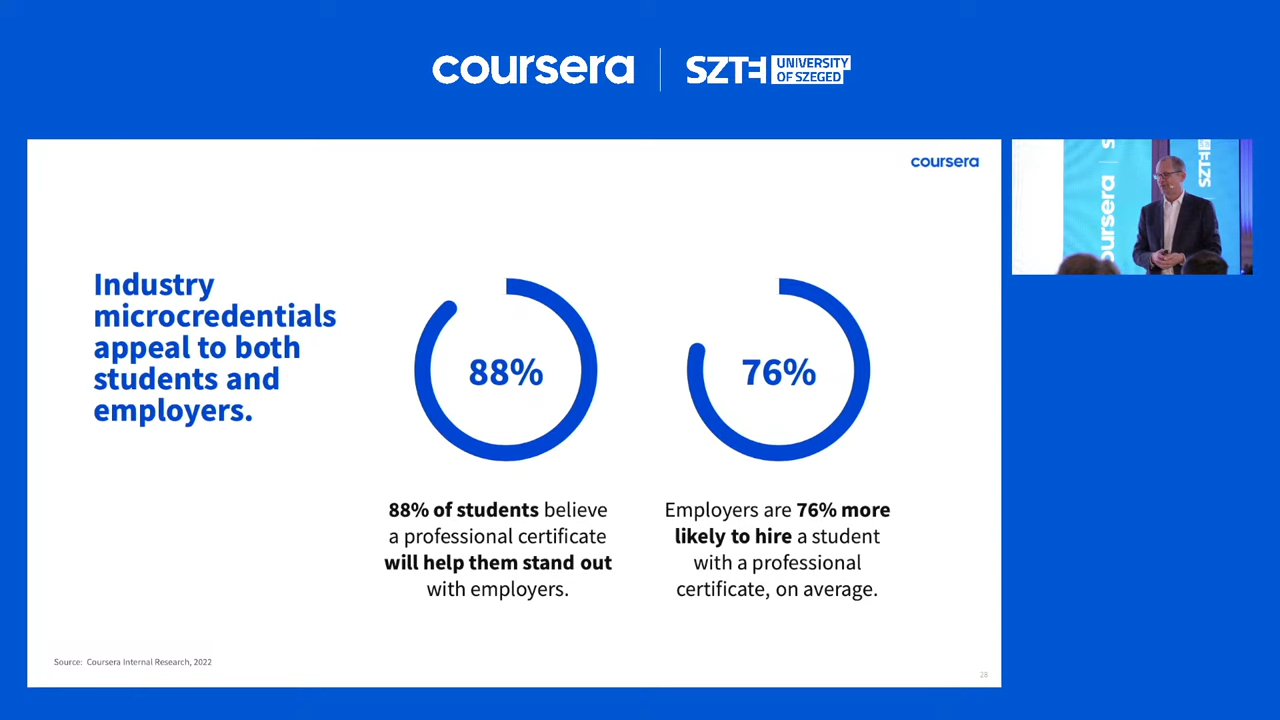 coursera
SZTE UNIVERSITY
OF SZEGED
coursera
Industry
microcredentials
appeal to both
students and
employers.
88%
76%
88% of students believe
a professional certificate
will help them stand out
with employers.
Employers are 76% more
likely to hire a student
with a professional
certificate, on average.
Source: Coursera Internal Research, 2022
28
oursera
SZTE